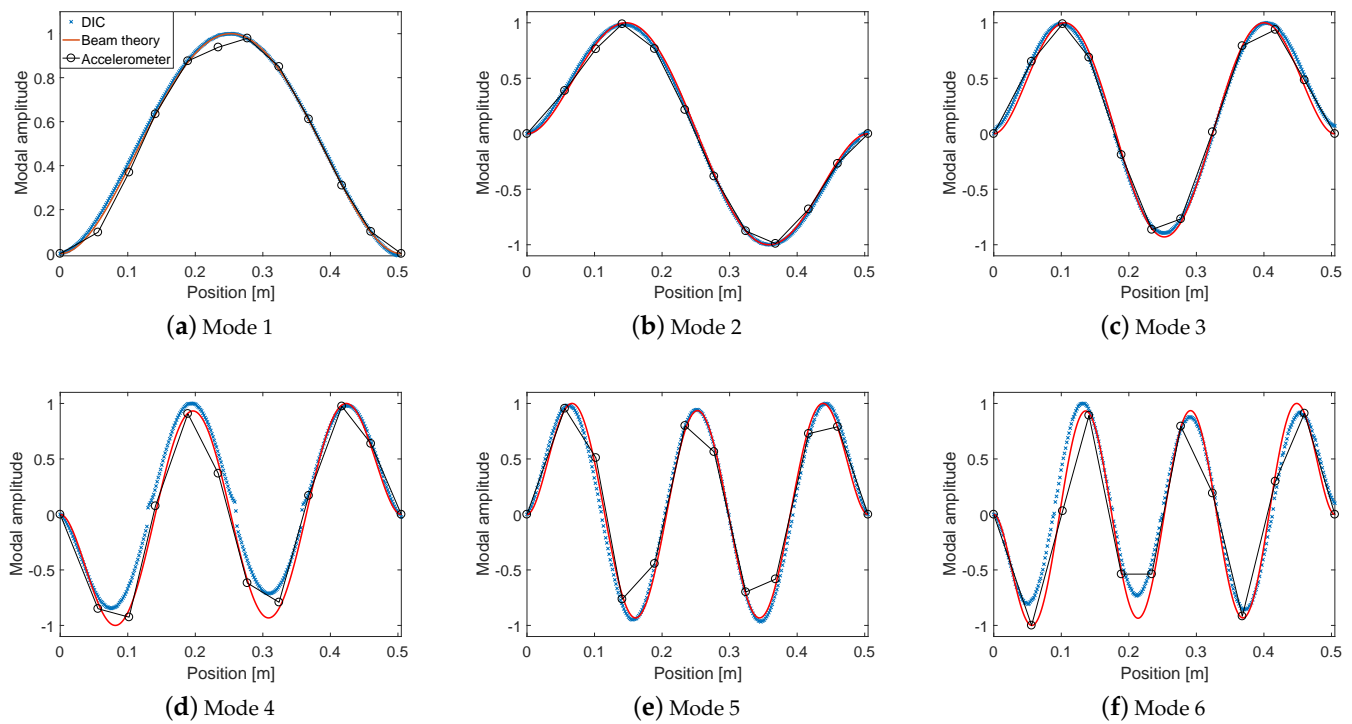 DIC
Beam theory
Accelerometer
1
0.8
0.6
0.4
0.2
0
Modal amplitude
0 0.1 0.2 0.3 0.4 0.5
Position [m]
(a) Mode 1
1
0.5
0
-0.5
-1
Modal amplitude
0 0.1 0.2 0.3 0.4 0.5
Position [m]
(b) Mode 2
1
0.5
0
-0.5
-1
Modal amplitude
0 0.1 0.2 0.3 0.4 0.5
Position [m]
(c) Mode 3
1
0.5
0
-0.5
-1
Modal amplitude
0 0.1 0.2 0.3 0.4 0.5
Position [m]
(d) Mode 4
1
0.5
0
-0.5
-1
Modal amplitude
0 0.1 0.2 0.3 0.4 0.5
Position [m]
(e) Mode 5
1
0.5
0
-0.5
-1
Modal amplitude
0 0.1 0.2 0.3 0.4 0.5
Position [m]
(f) Mode 6